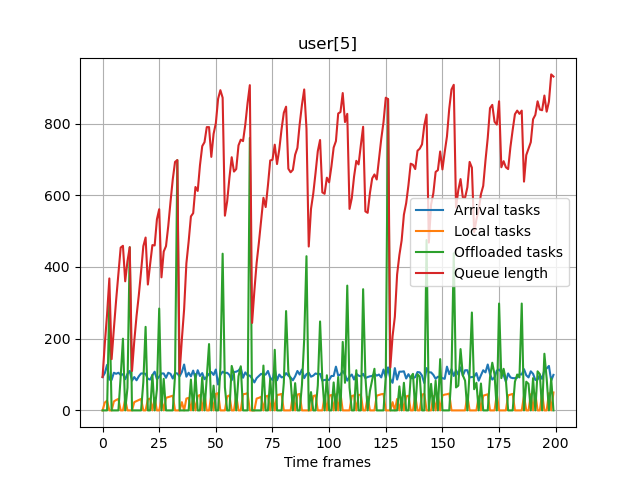 user[5]
800
600
400
200
0
Arrival tasks
Local tasks
Offloaded tasks
Queue length
0 25 50 75 100 125 150 175 200
Time frames